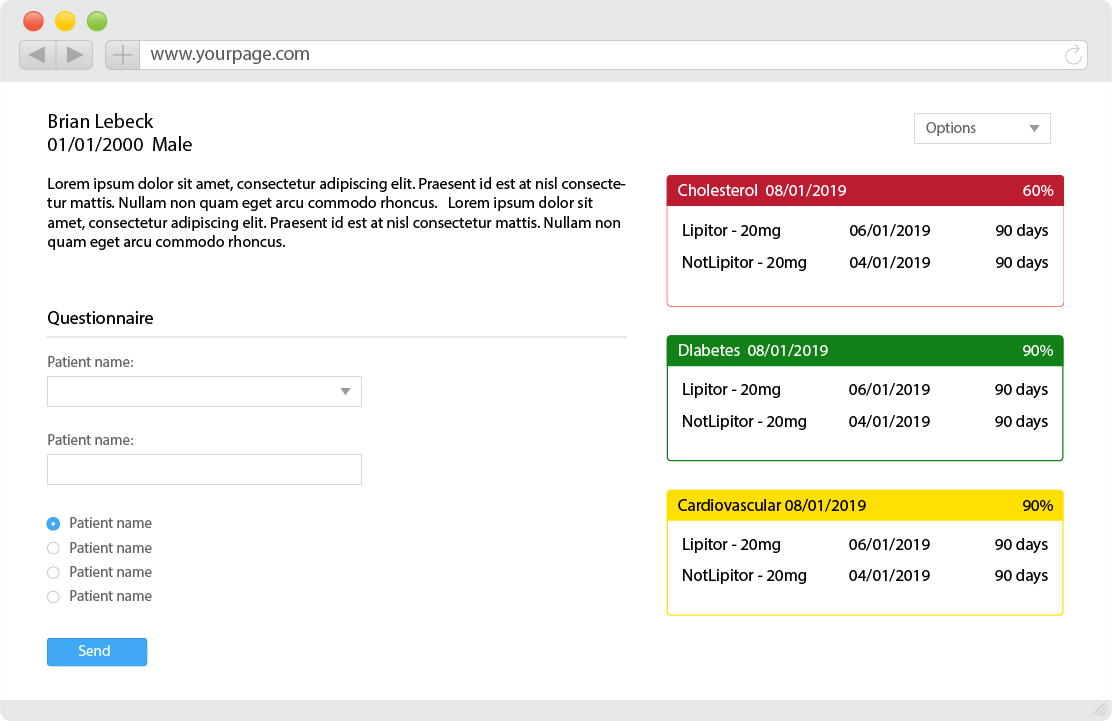 www.yourpage.com
Brian Lebeck
01/01/2000 Male
Options
Lorem ipsum dolor sit amet, consectetur adipiscing elit. Praesent id est at nisl consecte-
tur mattis. Nullam non quam eget arcu commodo rhoncus. Lorem ipsum dolor sit
amet, consectetur adipiscing elit. Praesent id est at nisl consectetur mattis. Nullam non
quam eget arcu commodo rhoncus.
Questionnaire
Patient name:
Patient name:
Patient name
Patient name
Patient name
Patient name
Send
Cholesterol 08/01/2019 60%
Lipitor - 20mg 06/01/2019 90 days
NotLipitor - 20mg 04/01/2019 90 days
DIabetes 08/01/2019 90%
Lipitor - 20mg 06/01/2019 90 days
NotLipitor - 20mg 04/01/2019 90 days
Cardiovascular 08/01/2019 90%
Lipitor - 20mg 06/01/2019 90 days
NotLipitor - 20mg 04/01/2019 90 days